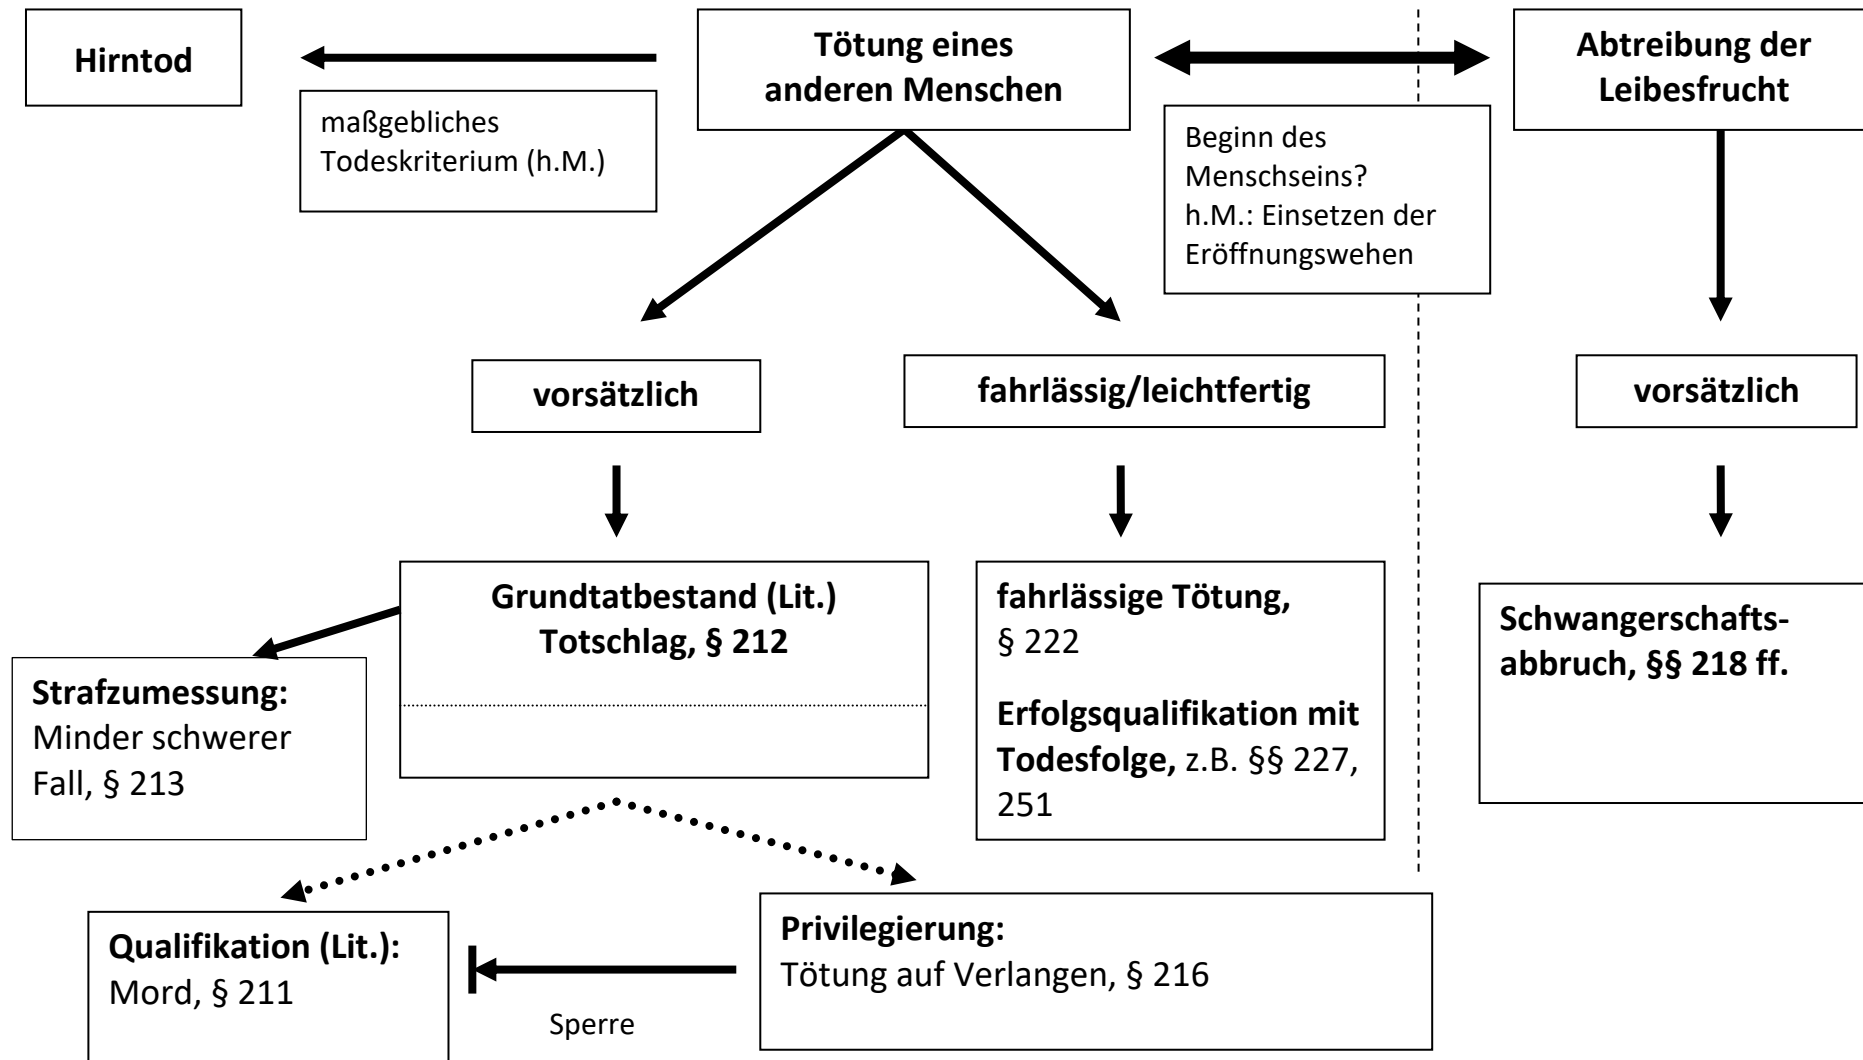 Hirntod
maßgebliches
Todeskriterium (h.M.)
Tötung eines
anderen Menschen
Beginn des
Menschseins?
h.M.: Einsetzen der
Eröffnungswehen
Abtreibung der
Leibesfrucht
vorsätzlich
fahrlässig/leichtfertig
vorsätzlich
Grundtatbestand (Lit.)
Totschlag, § 212
fahrlässige Tötung,
§ 222
Erfolgsqualifikation mit
Todesfolge, z.B. §§ 227,
251
Schwangerschafts-
abbruch, §§ 218 ff.
Strafzumessung:
Minder schwerer
Fall, § 213
Qualifikation (Lit.):
Mord, § 211
Sperre
Privilegierung:
Tötung auf Verlangen, § 216